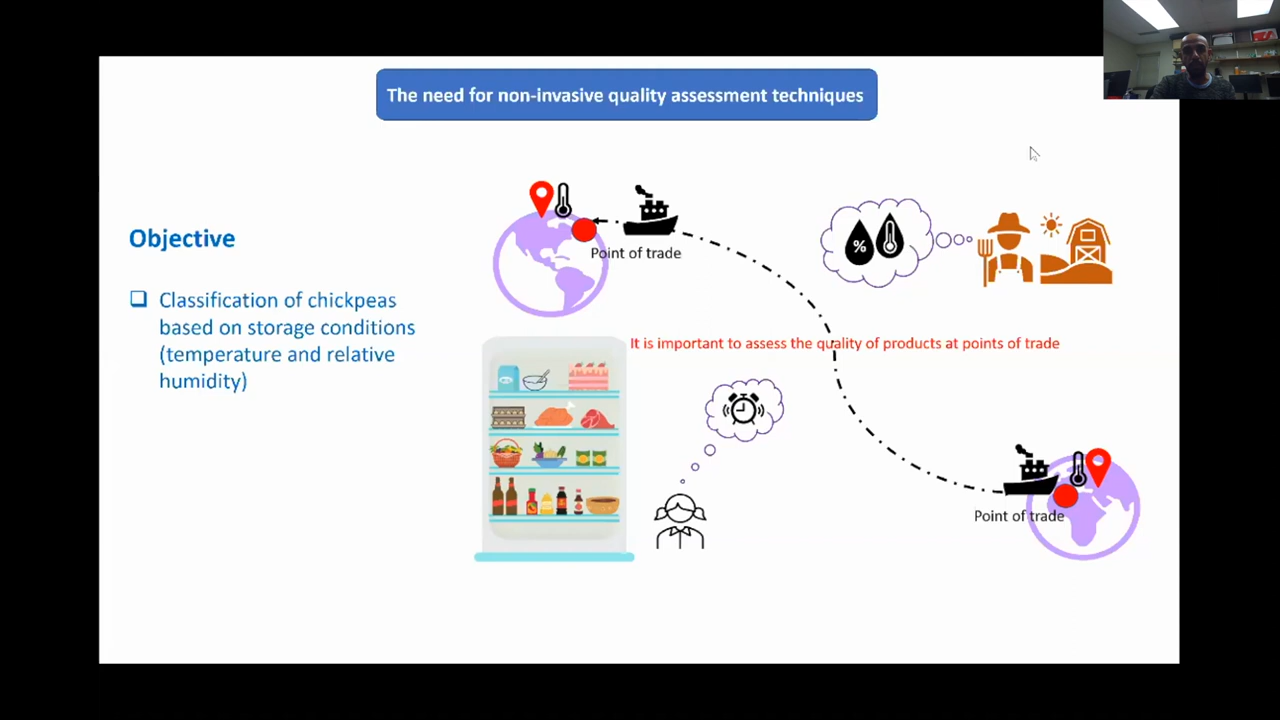 The need for non-invasive quality assessment techniques
Objective
❑ Classification of chickpeas
based on storage conditions
(temperature and relative
humidity)
Point of trade
%
It is important to assess the quality of products at points of trade
Point of trade